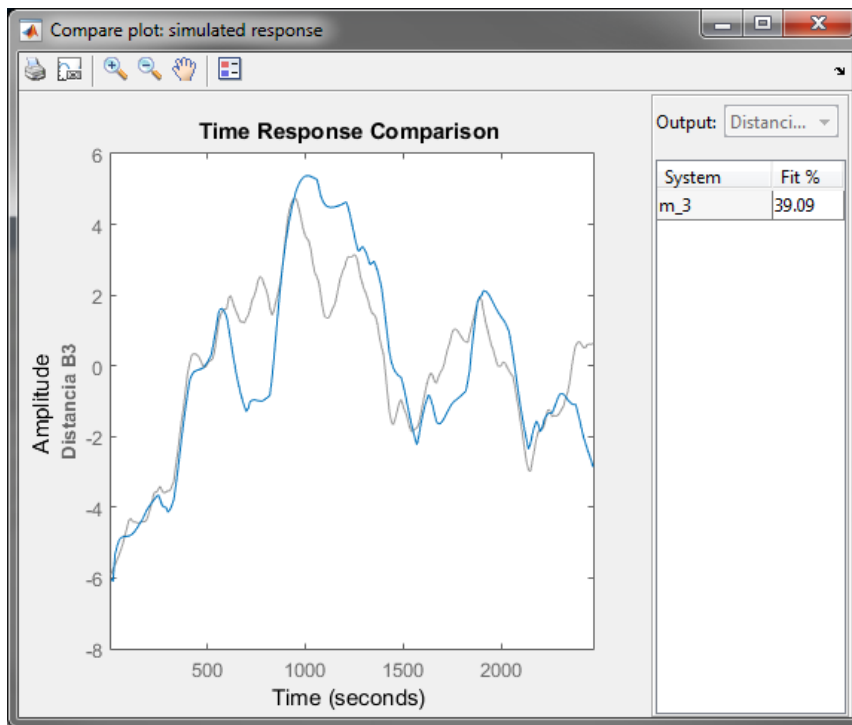 Compare plot: simulated response
Time Response Comparison
Output: Distanci...
System Fit %
m_3 39.09
6
4
2
0
-2
-4
-6
-8
Amplitude
Distancia B3
500 1000 1500 2000
Time (seconds)